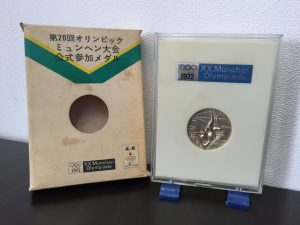 第20回オリンピック
ミュンヘン大会
公式参加メダル
1972
XX München
Olympiade
1972
XX München
Olympiade